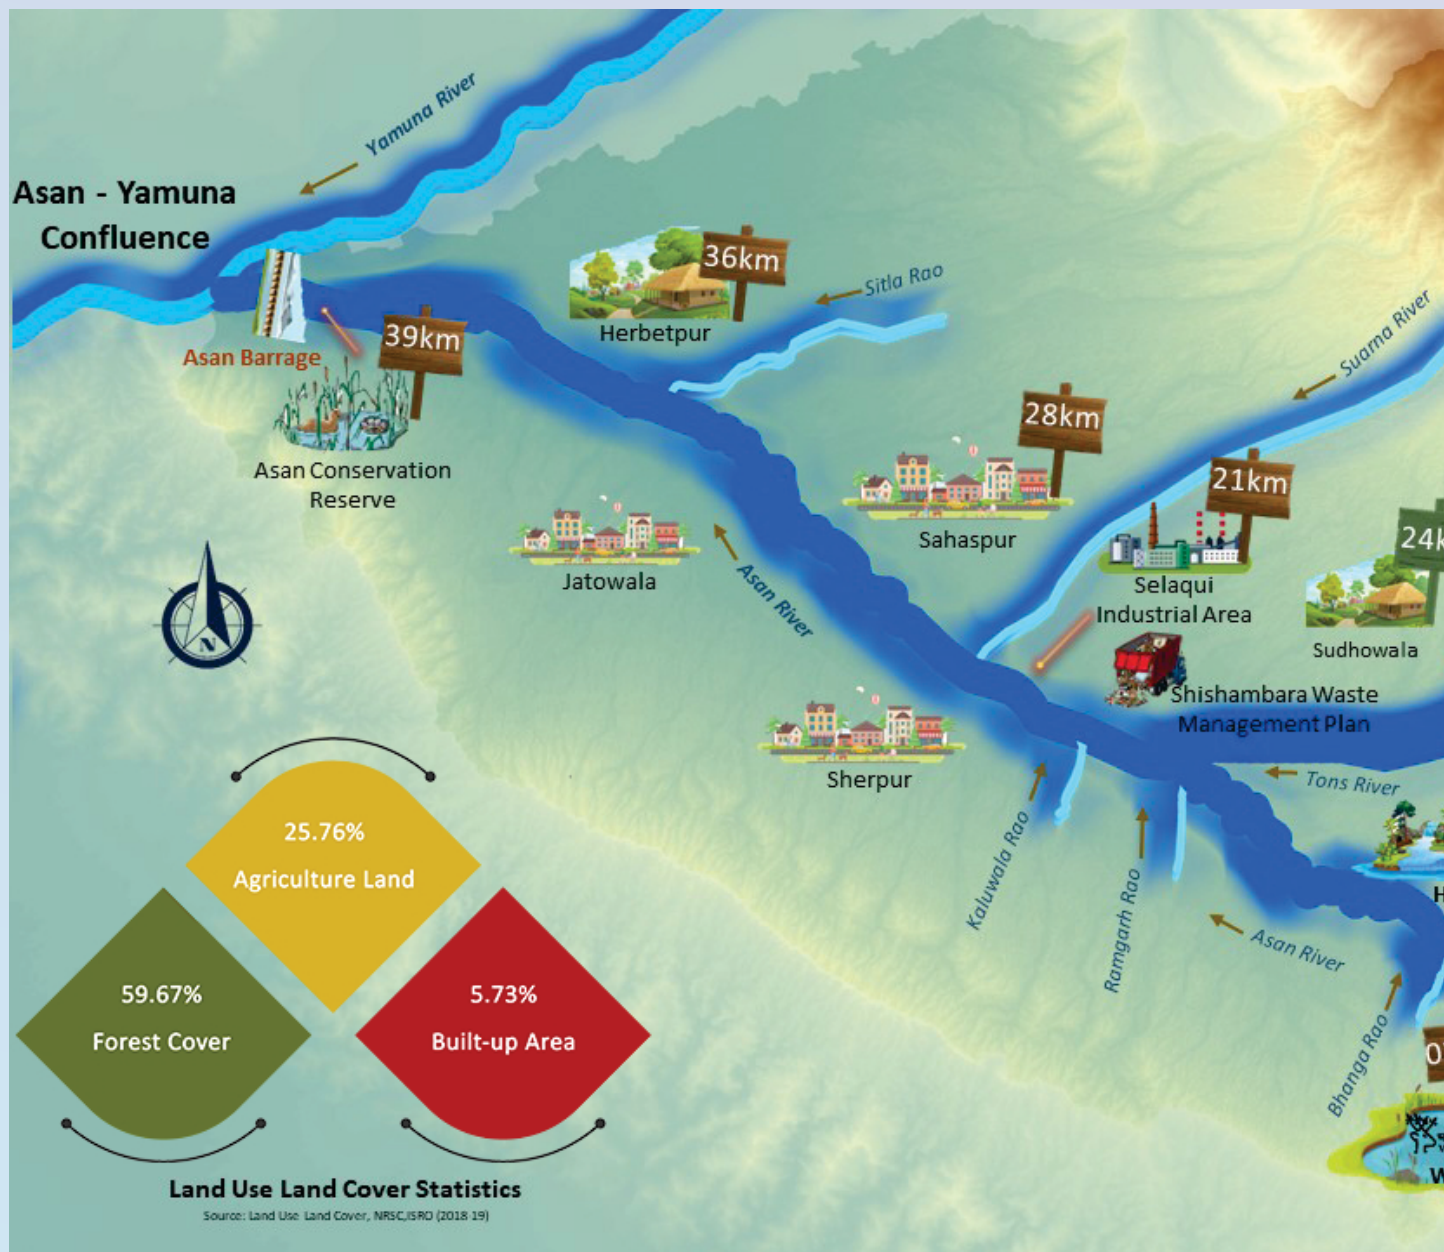 Yamuna River
Asan - Yamuna
Confluence
36km
Sitla Rao
Herbetpur
Suarna River
39km
Asan Barrage
28km
Asan Conservation
Reserve
21km
Sahaspur
24k
Jatowala
Asan River
Selaqui
Industrial Area
Sudhowala
N
Shishambara Waste
Management Plan
Sherpur
Tons River
25.76%
Agriculture Land
Kaluwala Rao
Ramgarh Rao
H
Asan River
59.67%
Forest Cover
5.73%
Built-up Area
Bhanga Rao
W
Land Use Land Cover Statistics
Source: Land Use Land Cover, NRSC,ISRO (2018-19)